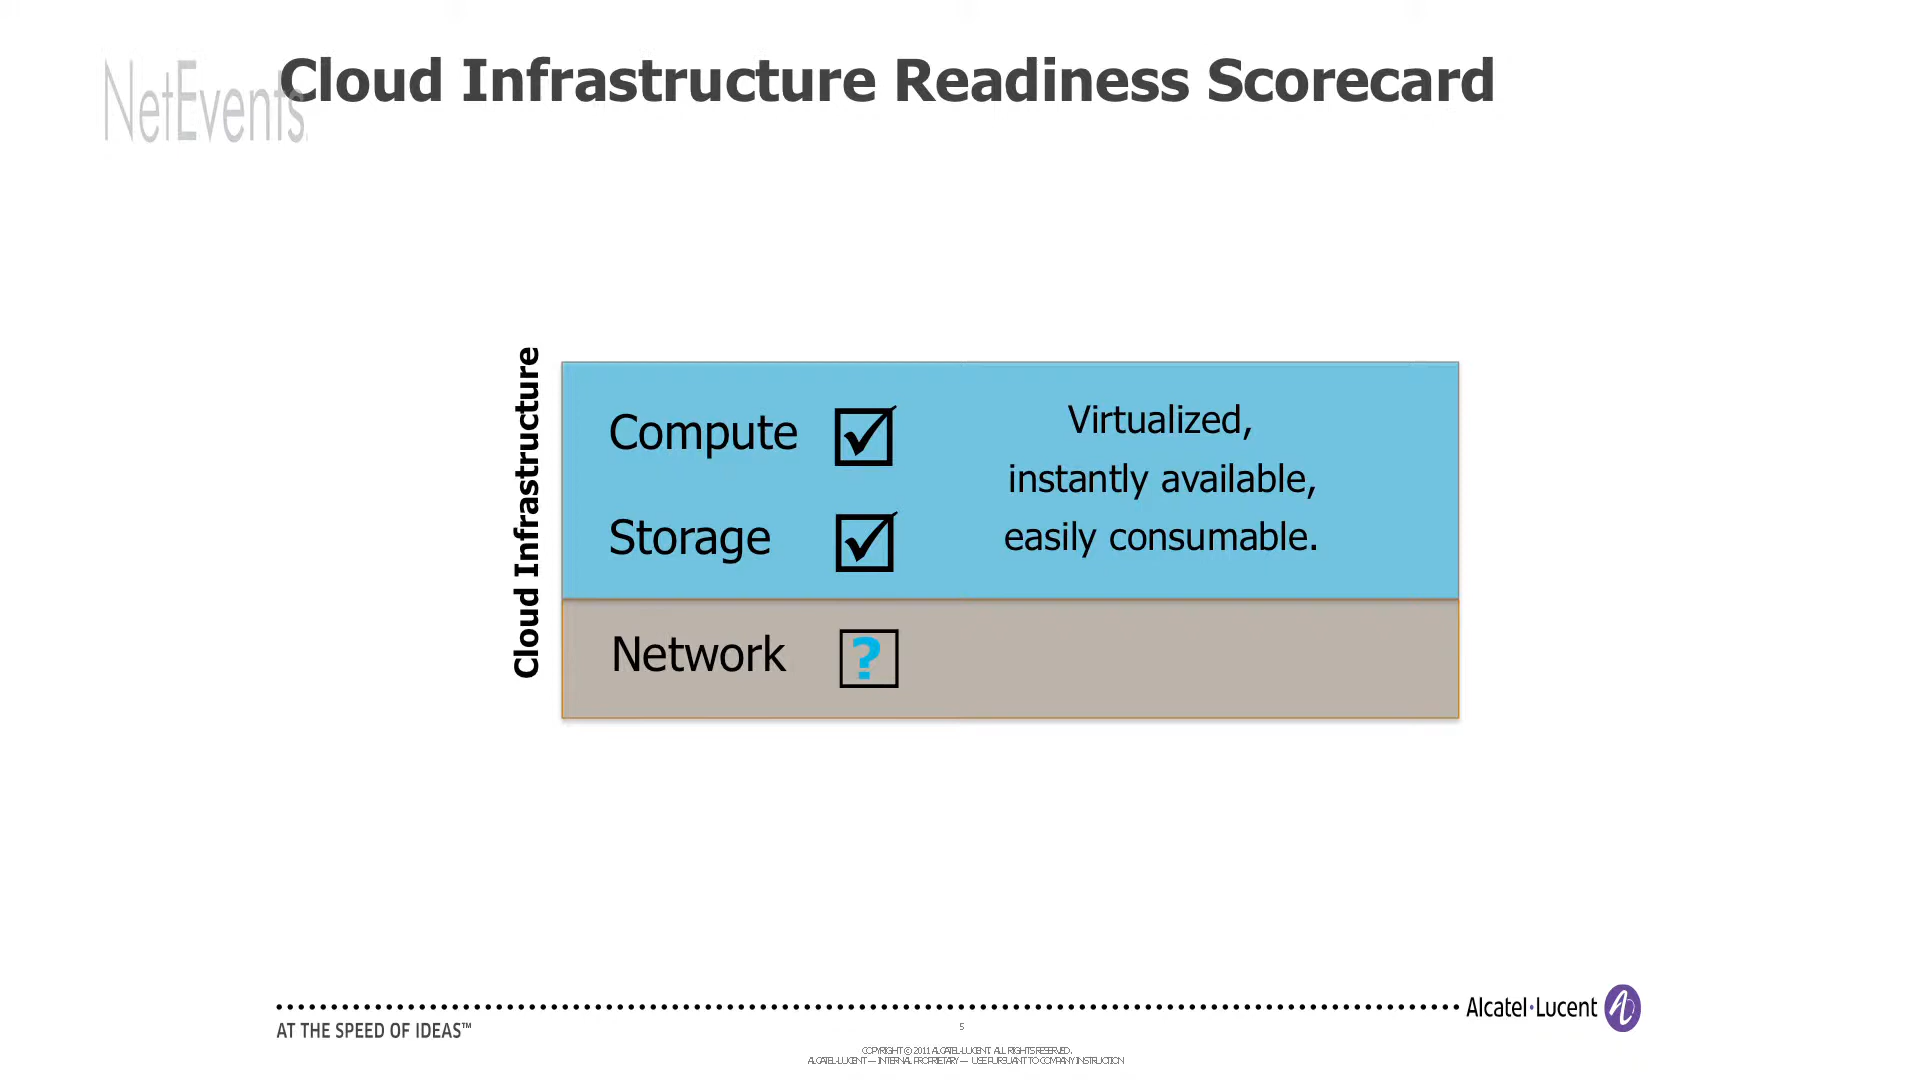 NetEvents
Cloud Infrastructure Readiness Scorecard
Cloud Infrastructure
Compute
Virtualized,
instantly available,
easily consumable.
Storage
Network ?
Alcatel·Lucent
AT THE SPEED OF IDEAS™
5
COPYRIGHT © 2011 ALCATEL-LUCENT. ALL RIGHTS RESERVED.
ALCATEL-LUCENT — INTERNAL PROPRIETARY — USE PURSUANT TO COMPANY INSTRUCTION